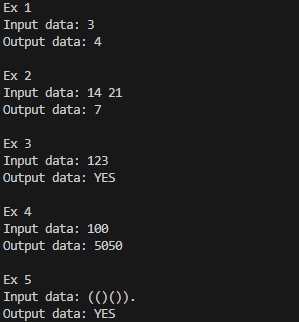 Ex 1
Input data: 3
Output data: 4
Ex 2
Input data: 14 21
Output data: 7
Ex 3
Input data: 123
Output data: YES
Ex 4
Input data: 100
Output data: 5050
Ex 5
Input data: (()()).
Output data: YES